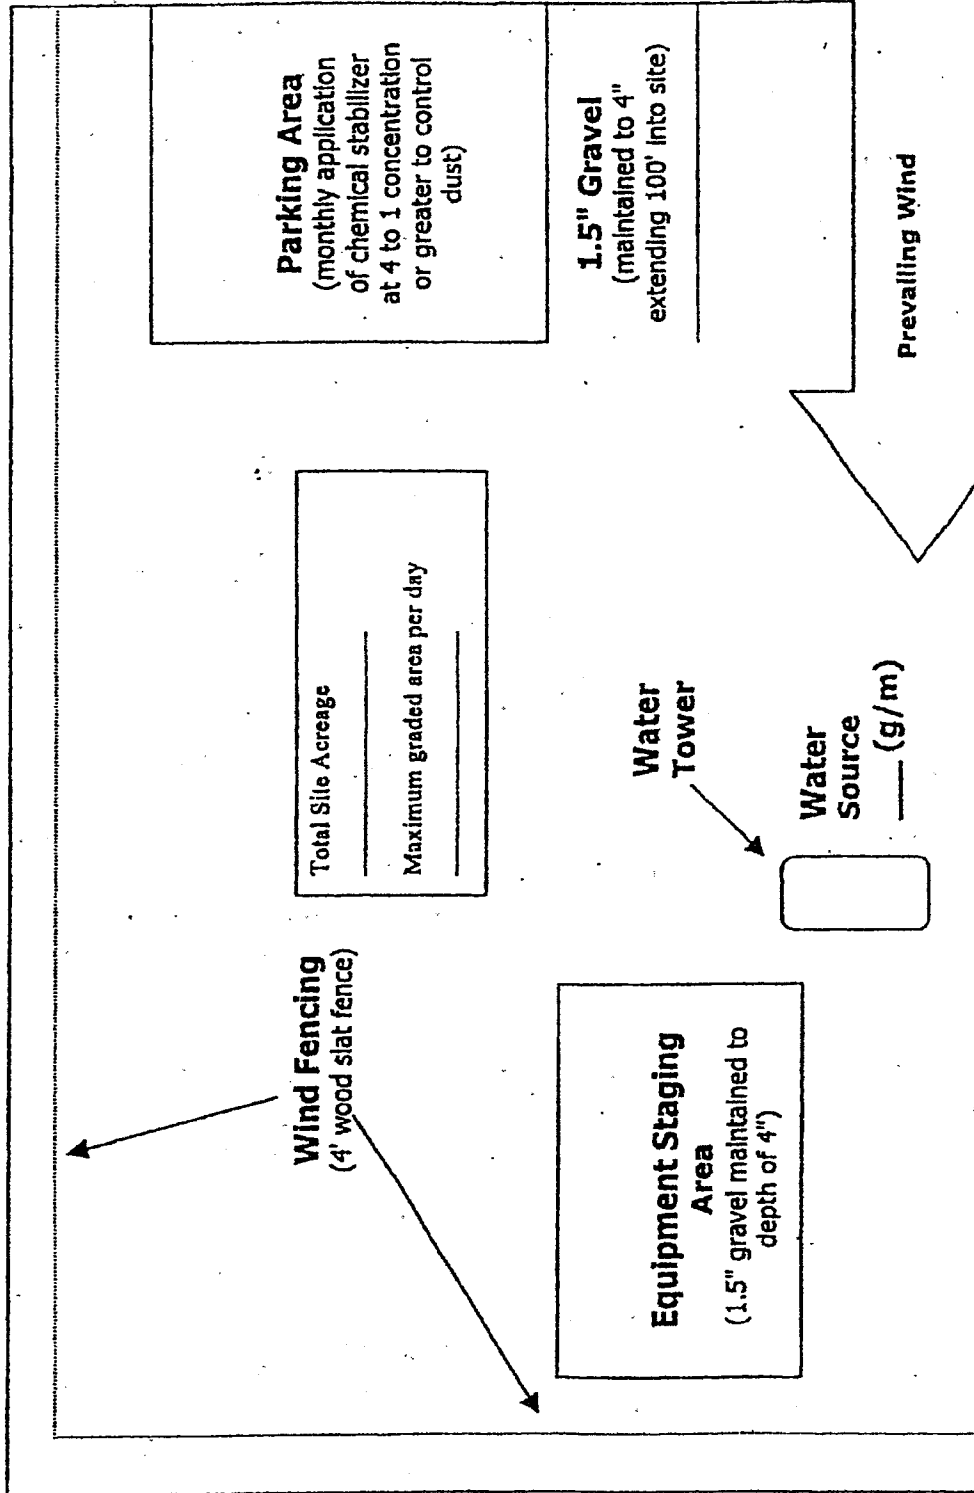 Parking Area
(monthly application
of chemical stabilizer
at 4 to 1 concentration
or greater to control
dust)
1.5" Gravel
(maintained to 4"
extending 100' into site)
Prevailing Wind
Total Site Acreage
Maximum graded area per day
Water
Tower
Water
Source
___ (g/m)
Wind Fencing
(4' wood slat fence)
Equipment Staging
Area
(1.5" gravel maintained to
depth of 4")